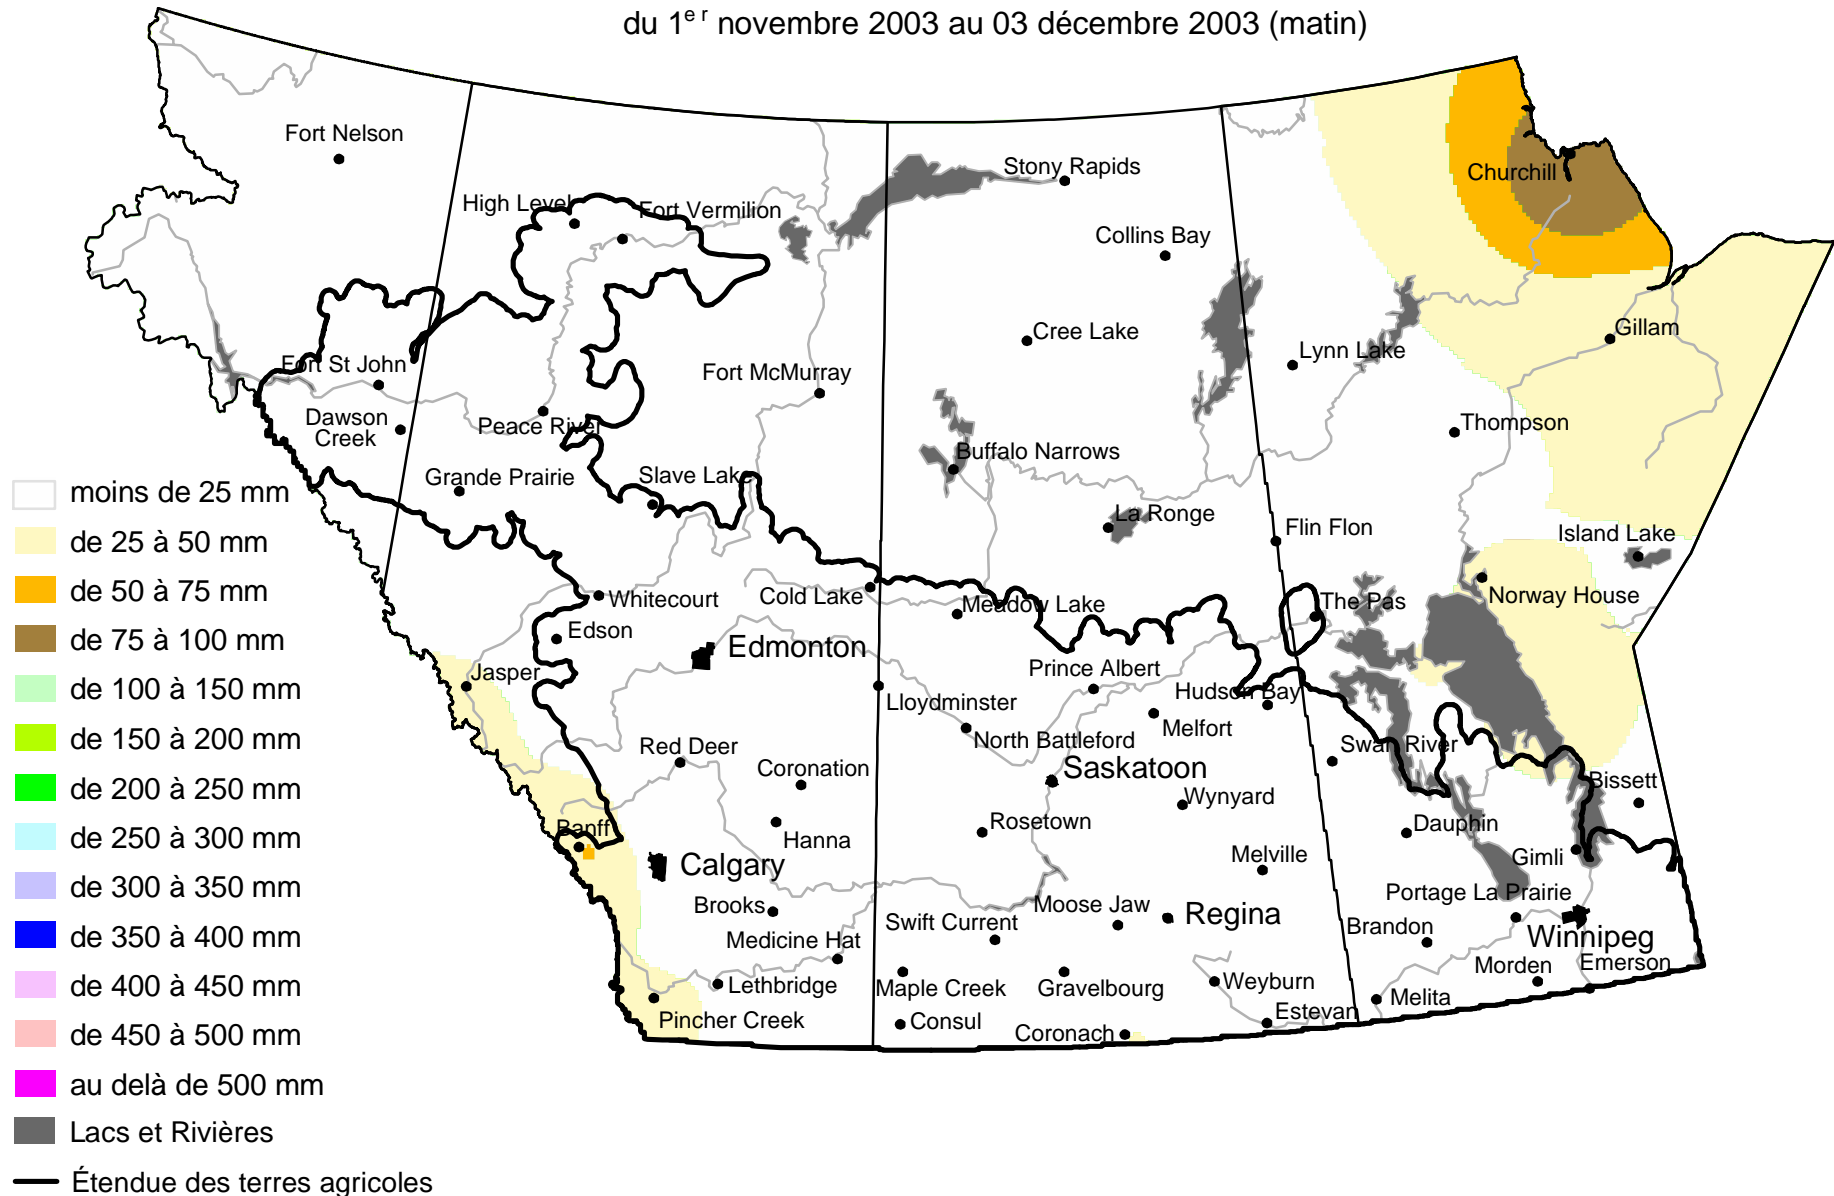 du 1er novembre 2003 au 03 décembre 2003 (matin)
Fort Nelson
Stony Rapids
Churchill
High Level
Fort Vermilion
Collins Bay
Gillam
Cree Lake
Lynn Lake
Fort St John
Fort McMurray
Dawson
Creek
Peace River
Thompson
Buffalo Narrows
Grande Prairie
Slave Lake
La Ronge
Flin Flon
Island Lake
Whitecourt
Cold Lake
Meadow Lake
The Pas
Norway House
Edson
Edmonton
Jasper
Prince Albert
Hudson Bay
Lloydminster
Melfort
North Battleford
Red Deer
Swan River
Coronation
Saskatoon
Bissett
Wynyard
Banff
Hanna
Rosetown
Dauphin
Calgary
Melville
Gimli
Brooks
Portage La Prairie
Moose Jaw
Regina
Swift Current
Brandon
Winnipeg
Medicine Hat
Morden
Emerson
Lethbridge
Maple Creek
Gravelbourg
Weyburn
Melita
Pincher Creek
Consul
Coronach
Estevan
moins de 25 mm
de 25 à 50 mm
de 50 à 75 mm
de 75 à 100 mm
de 100 à 150 mm
de 150 à 200 mm
de 200 à 250 mm
de 250 à 300 mm
de 300 à 350 mm
de 350 à 400 mm
de 400 à 450 mm
de 450 à 500 mm
au delà de 500 mm
Lacs et Rivières
Étendue des terres agricoles